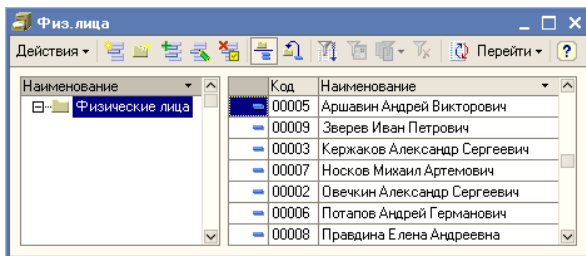 Физ.лица
Действия Перейти ?
Наименование
Физические лица
Код Наименование
00005 Аршавин Андрей Викторович
00009 Зверев Иван Петрович
00003 Кержаков Александр Сергеевич
00007 Носков Михаил Артемович
00002 Овечкин Александр Сергеевич
00006 Потапов Андрей Германович
00008 Правдина Елена Андреевна